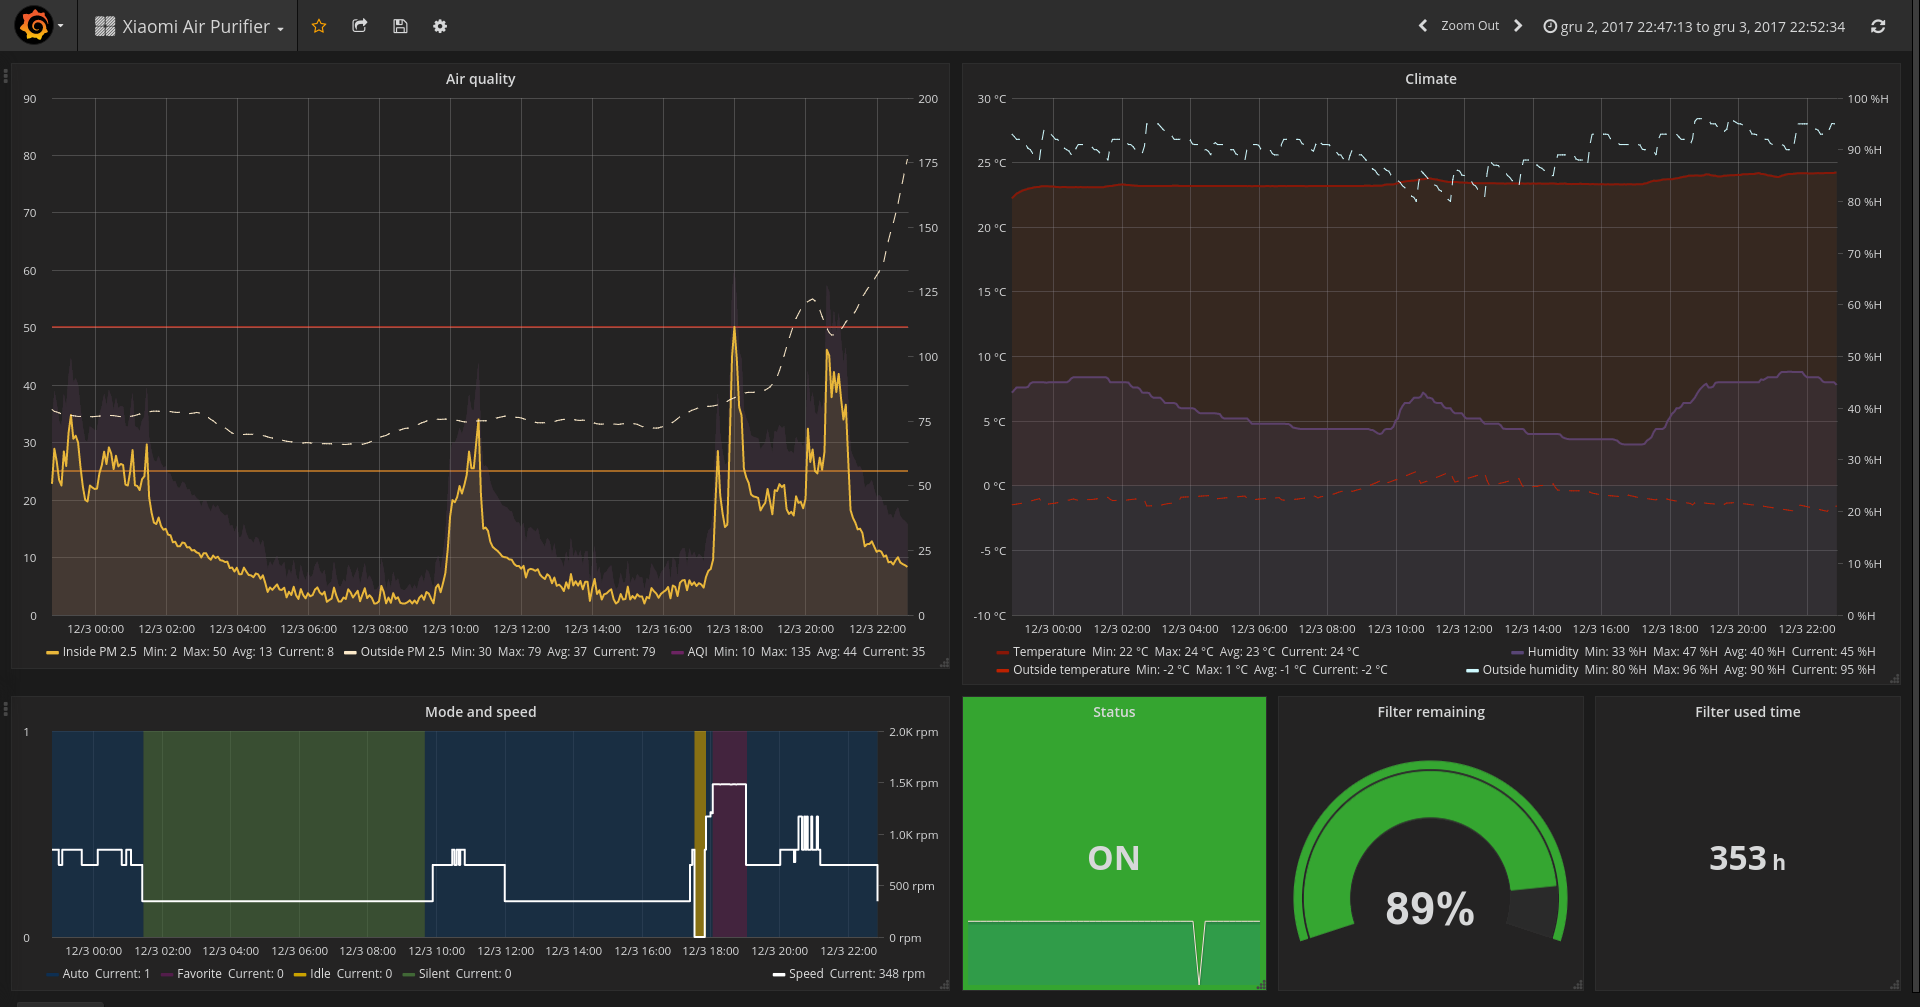 Xiaomi Air Purifier
Zoom Out
gru 2, 2017 22:47:13 to gru 3, 2017 22:52:34
Air quality
90
80
70
60
50
40
30
20
10
0
200
175
150
125
100
75
50
25
0
12/3 00:00 12/3 02:00 12/3 04:00 12/3 06:00 12/3 08:00 12/3 10:00 12/3 12:00 12/3 14:00 12/3 16:00 12/3 18:00 12/3 20:00 12/3 22:00
Inside PM 2.5 Min: 2 Max: 50 Avg: 13 Current: 8 Outside PM 2.5 Min: 30 Max: 79 Avg: 37 Current: 79 AQI Min: 10 Max: 135 Avg: 44 Current: 35
Climate
30 °C
25 °C
20 °C
15 °C
10 °C
5 °C
0 °C
-5 °C
-10 °C
100 %H
90 %H
80 %H
70 %H
60 %H
50 %H
40 %H
30 %H
20 %H
10 %H
0 %H
12/3 00:00 12/3 02:00 12/3 04:00 12/3 06:00 12/3 08:00 12/3 10:00 12/3 12:00 12/3 14:00 12/3 16:00 12/3 18:00 12/3 20:00 12/3 22:00
Temperature Min: 22 °C Max: 24 °C Avg: 23 °C Current: 24 °C Humidity Min: 33 %H Max: 47 %H Avg: 40 %H Current: 45 %H
Outside temperature Min: -2 °C Max: 1 °C Avg: -1 °C Current: -2 °C Outside humidity Min: 80 %H Max: 96 %H Avg: 90 %H Current: 95 %H
Mode and speed
1
0
2.0K rpm
1.5K rpm
1.0K rpm
500 rpm
0 rpm
12/3 00:00 12/3 02:00 12/3 04:00 12/3 06:00 12/3 08:00 12/3 10:00 12/3 12:00 12/3 14:00 12/3 16:00 12/3 18:00 12/3 20:00 12/3 22:00
Auto Current: 1 Favorite Current: 0 Idle Current: 0 Silent Current: 0 Speed Current: 348 rpm
Status
ON
Filter remaining
89%
Filter used time
353 h